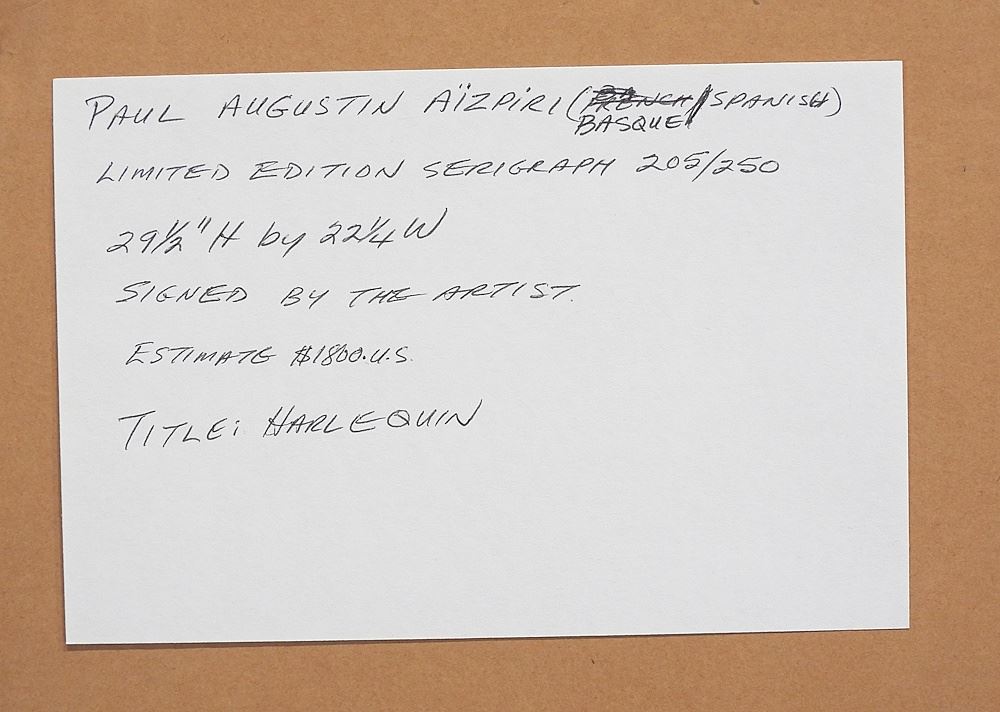 PAUL AUGUSTIN AÏZPIRI (FRENCH/SPANISH)
BASQUE
LIMITED EDITION SERIGRAPH 205/250
29½"H by 22¼W
SIGNED BY THE ARTIST.
ESTIMATE $1800.U.S.
TITLE: HARLEQUIN